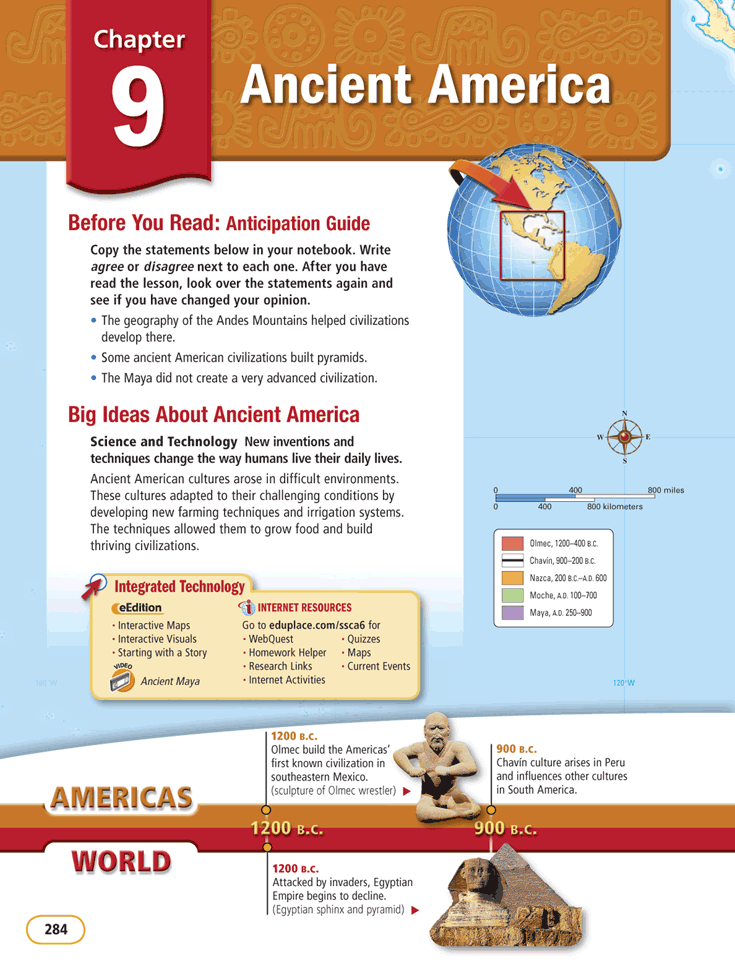 Chapter
9
Ancient America
Before You Read: Anticipation Guide
Copy the statements below in your notebook. Write
agree or disagree next to each one. After you have
read the lesson, look over the statements again and
see if you have changed your opinion.
• The geography of the Andes Mountains helped civilizations
develop there.
• Some ancient American civilizations built pyramids.
• The Maya did not create a very advanced civilization.
Big Ideas About Ancient America
Science and Technology New inventions and
techniques change the way humans live their daily lives.
Ancient American cultures arose in difficult environments.
These cultures adapted to their challenging conditions by
developing new farming techniques and irrigation systems.
The techniques allowed them to grow food and build
thriving civilizations.
Integrated Technology
eEdition
• Interactive Maps
• Interactive Visuals
• Starting with a Story
VIDEO
Ancient Maya
INTERNET RESOURCES
Go to eduplace.com/ssca6 for
• WebQuest
• Homework Helper
• Research Links
• Internet Activities
• Quizzes
• Maps
• Current Events
N
W E
S
0 400 800 miles
0 400 800 kilometers
Olmec, 1200–400 B.C.
Chavín, 900–200 B.C.
Nazca, 200 B.C.–A.D. 600
Moche, A.D. 100–700
Maya, A.D. 250–900
120°W
1200 B.C.
Olmec build the Americas'
first known civilization in
southeastern Mexico.
(sculpture of Olmec wrestler) ▶
900 B.C.
Chavín culture arises in Peru
and influences other cultures
in South America.
AMERICAS
1200 B.C. 900 B.C.
WORLD
1200 B.C.
Attacked by invaders, Egyptian
Empire begins to decline.
(Egyptian sphinx and pyramid) ▶
284